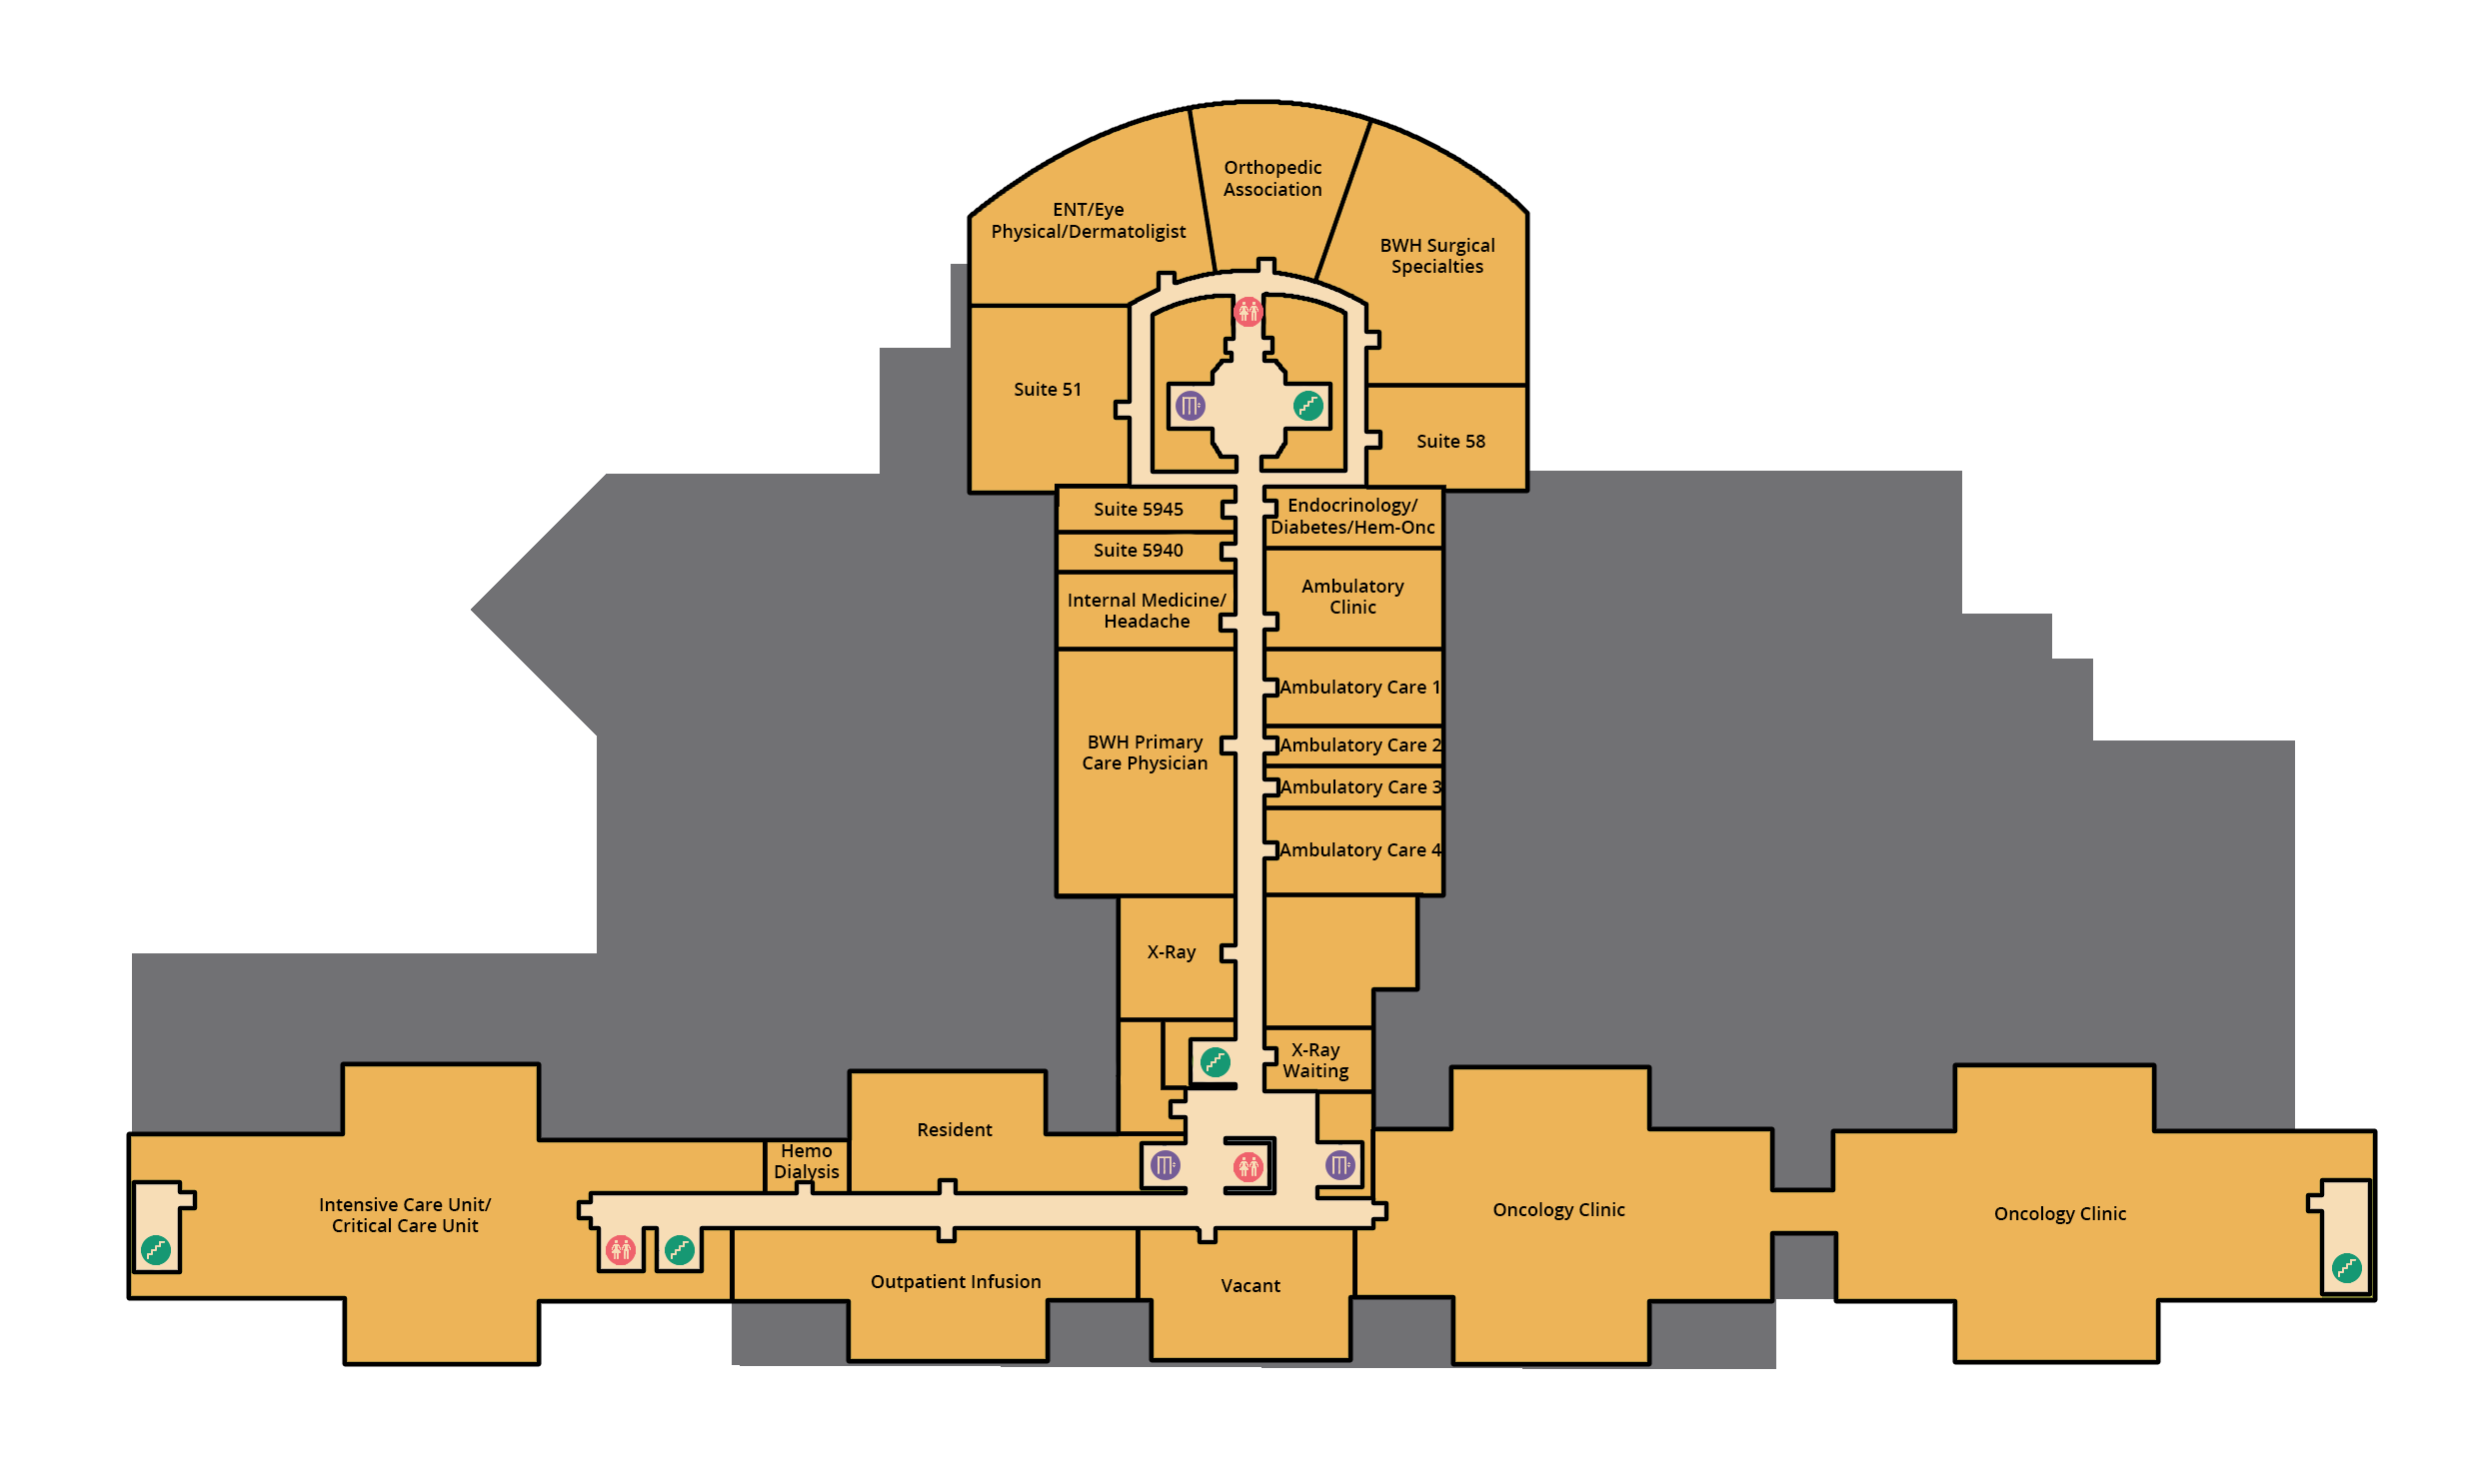 Orthopedic
Association
ENT/Eye
Physical/Dermatoligist
BWH Surgical
Specialties
Suite 51
Suite 58
Suite 5945
Endocrinology/
Diabetes/Hem-Onc
Suite 5940
Internal Medicine/
Headache
Ambulatory
Clinic
Ambulatory Care 1
BWH Primary
Care Physician
Ambulatory Care 2
Ambulatory Care 3
Ambulatory Care 4
X-Ray
X-Ray
Waiting
Resident
Hemo
Dialysis
Intensive Care Unit/
Critical Care Unit
Oncology Clinic
Oncology Clinic
Outpatient Infusion
Vacant